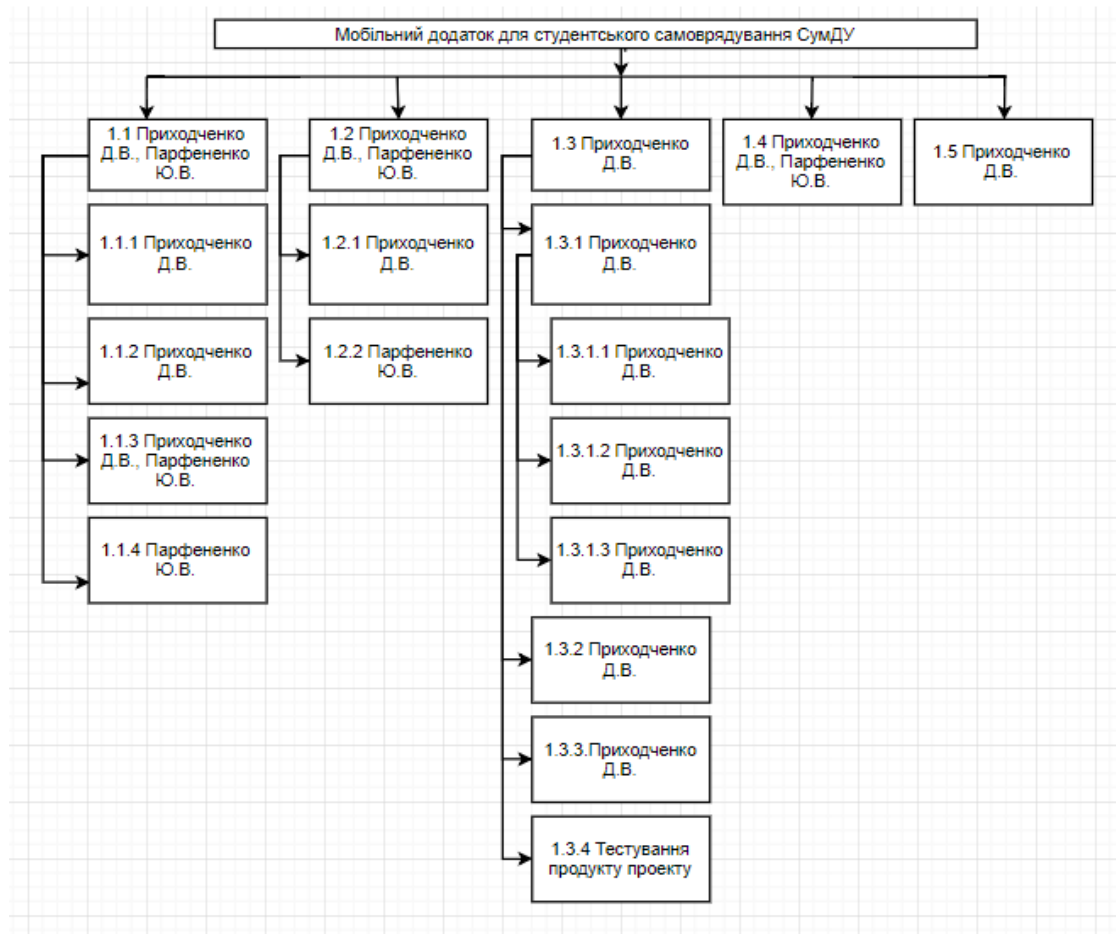 Мобільний додаток для студентського самоврядування СумДУ
1.1 Приходченко
Д.В., Парфененко
Ю.В.
1.2 Приходченко
Д.В., Парфененко
Ю.В.
1.3 Приходченко
Д.В.
1.4 Приходченко
Д.В., Парфененко
Ю.В.
1.5 Приходченко
Д.В.
1.1.1 Приходченко
Д.В.
1.2.1 Приходченко
Д.В.
1.3.1 Приходченко
Д.В.
1.1.2 Приходченко
Д.В.
1.2.2 Парфененко
Ю.В.
1.3.1.1 Приходченко
Д.В.
1.1.3 Приходченко
Д.В., Парфененко
Ю.В.
1.3.1.2 Приходченко
Д.В.
1.1.4 Парфененко
Ю.В.
1.3.1.3 Приходченко
Д.В.
1.3.2 Приходченко
Д.В.
1.3.3.Приходченко
Д.В.
1.3.4 Тестування
продукту проекту